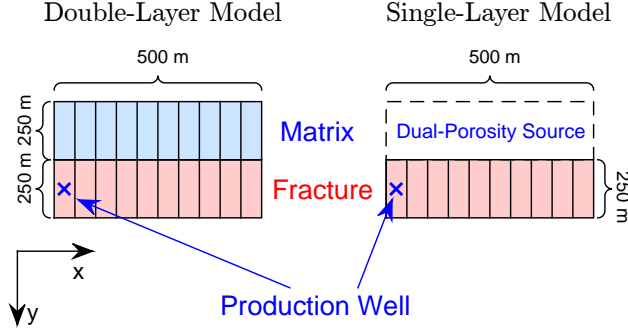 Double-Layer Model
Single-Layer Model
500 m
500 m
250 m
Matrix
Dual-Porosity Source
250 m
Fracture
250 m
x
y
Production Well